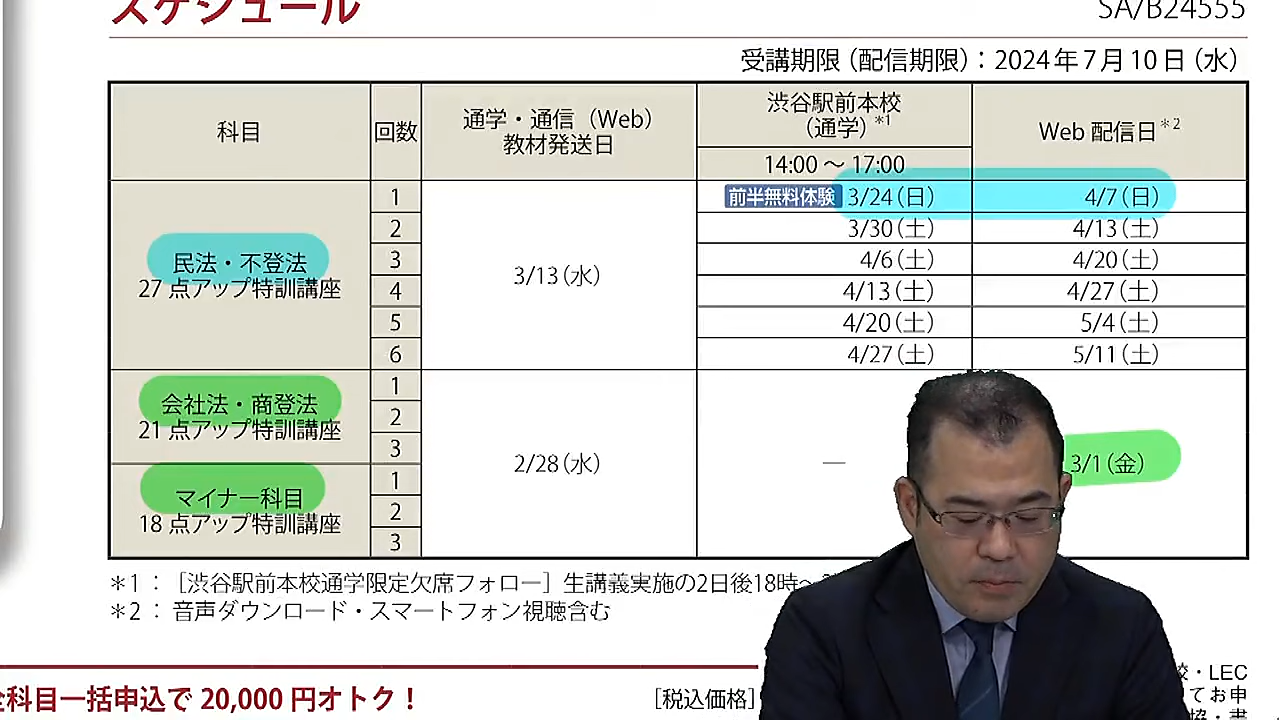 スケジュール
SA/B24555
受講期限（配信期限）：2024年7月10日（水）
科目
回数
通学・通信（Web）
教材発送日
渋谷駅前本校
（通学）*1
14:00 ～ 17:00
Web 配信日*2
民法・不登法
27 点アップ特訓講座
1
2
3
4
5
6
3/13（水）
前半無料体験 3/24（日）
4/7（日）
3/30（土）
4/13（土）
4/6（土）
4/20（土）
4/13（土）
4/27（土）
4/20（土）
5/4（土）
4/27（土）
5/11（土）
会社法・商登法
21 点アップ特訓講座
1
2
3
マイナー科目
18 点アップ特訓講座
1
2
3
2/28（水）
—
3/1（金）
*1 ：［渋谷駅前本校通学限定欠席フォロー］生講義実施の2日後18時～
*2 ： 音声ダウンロード・スマートフォン視聴含む
全科目一括申込で 20,000 円オトク！
［税込価格］
校・LEC
てお申
協・書